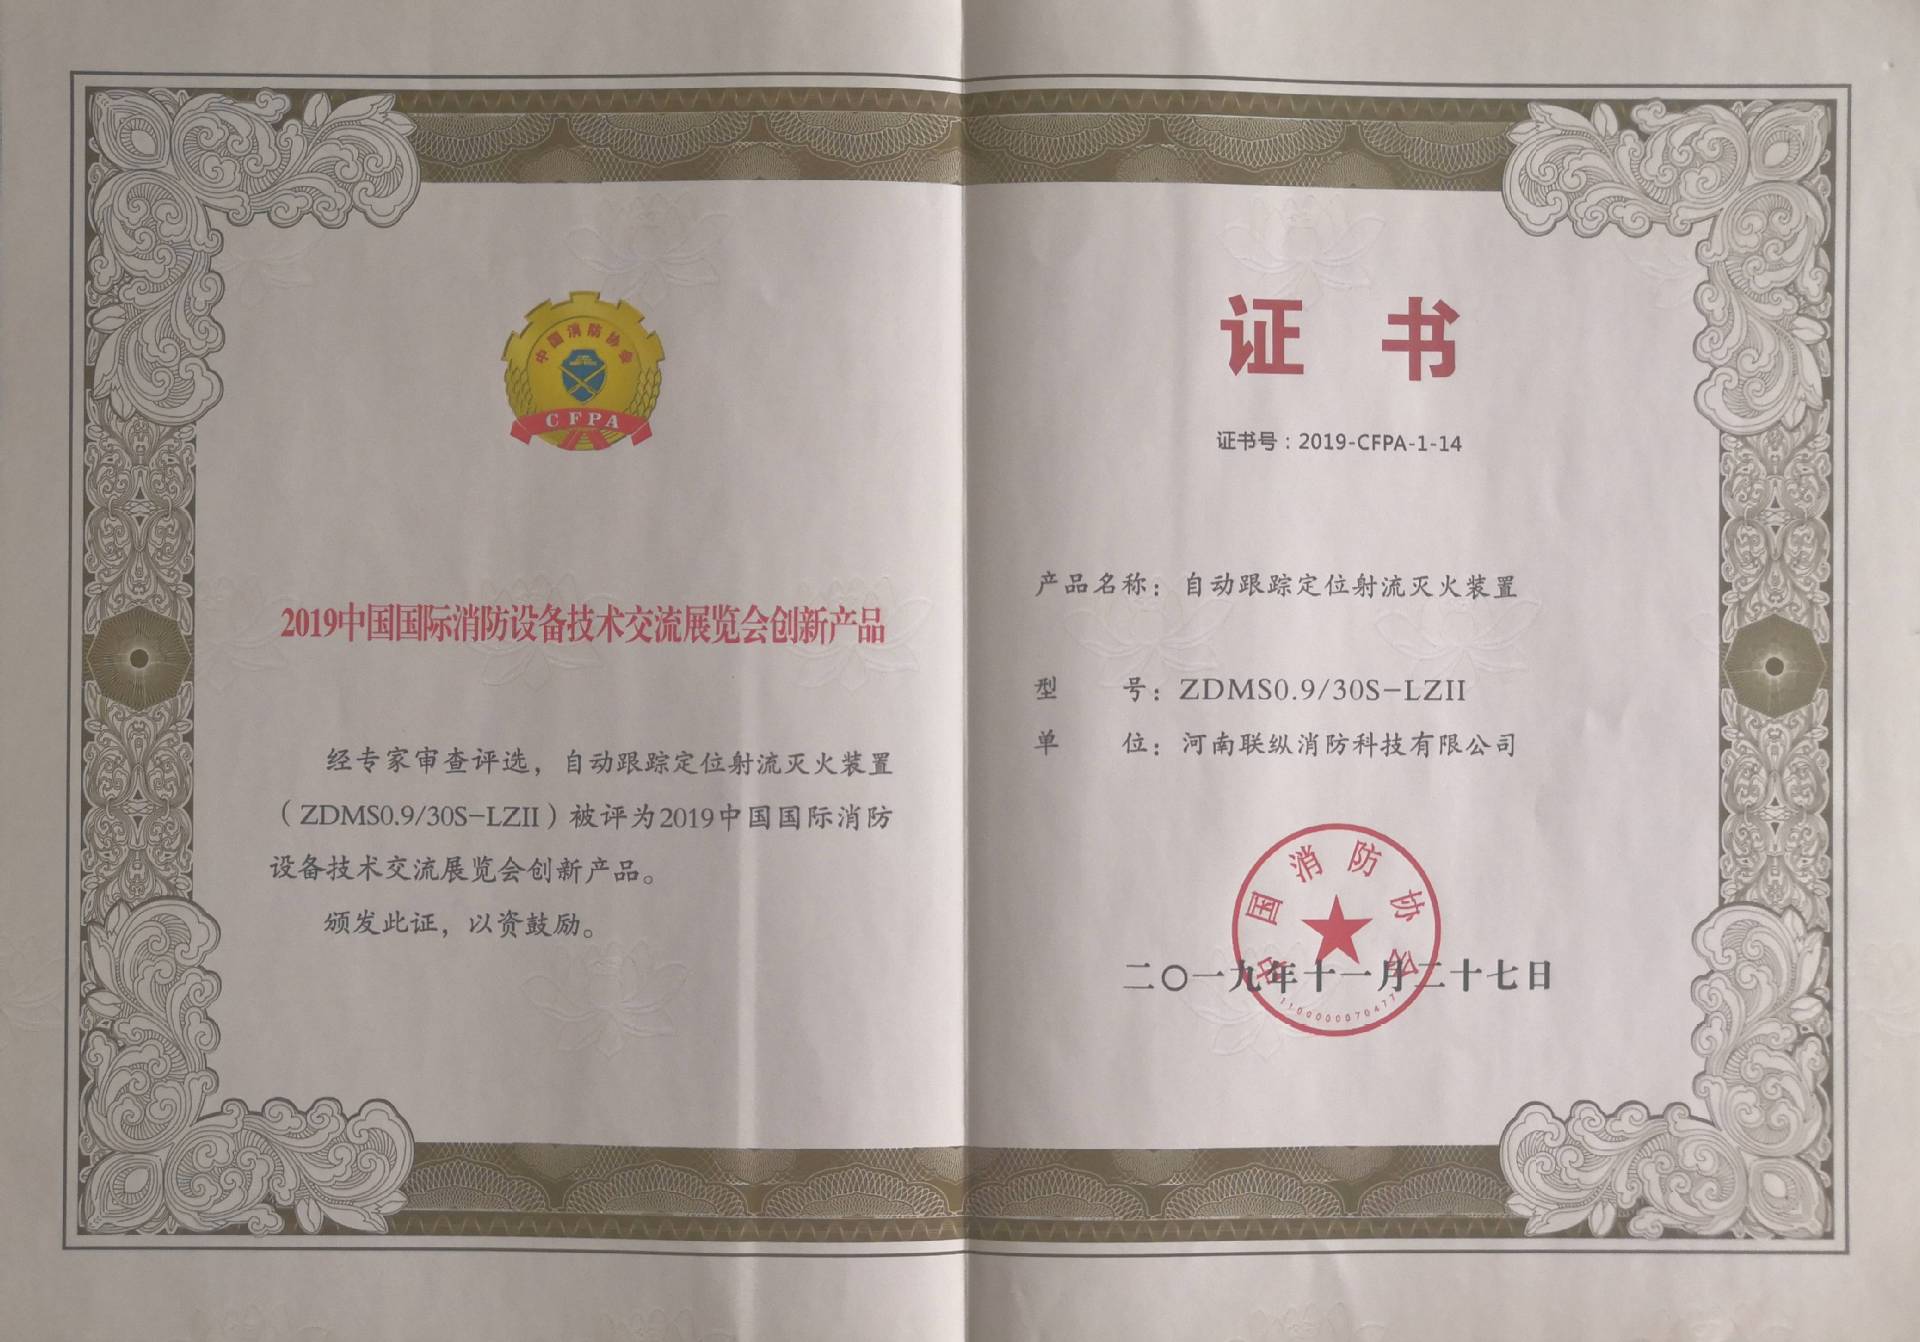 中国消防协会
CFPA
2019中国国际消防设备技术交流展览会创新产品
经专家审查评选，自动跟踪定位射流灭火装置
（ZDMS0.9/30S-LZII）被评为2019中国国际消防
设备技术交流展览会创新产品。
颁发此证，以资鼓励。
证 书
证书号：2019-CFPA-1-14
产品名称：自动跟踪定位射流灭火装置
型 号：ZDMS0.9/30S-LZII
单 位：河南联纵消防科技有限公司
中国消防协会
二〇一九年十一月二十七日
1100000070477